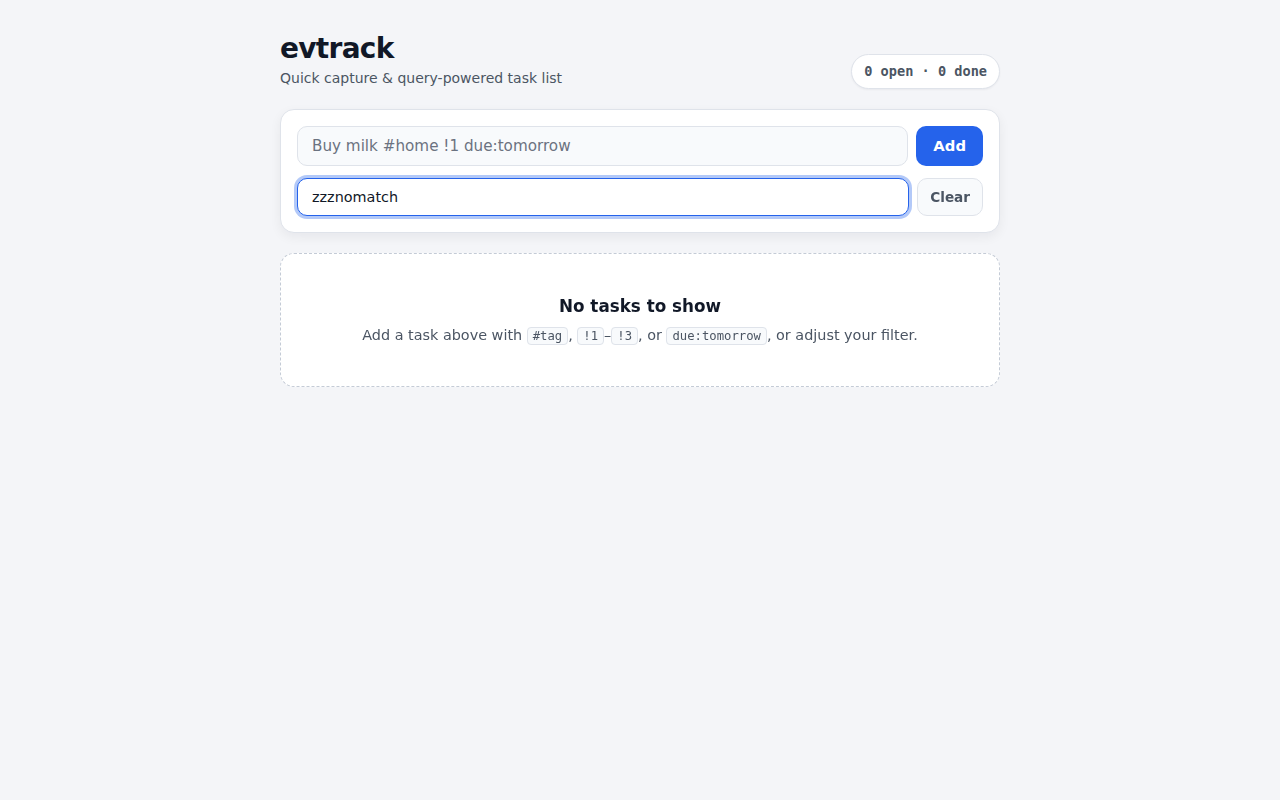 evtrack
Quick capture & query-powered task list
0 open · 0 done
Buy milk #home !1 due:tomorrow
Add
zzznomatch
Clear
No tasks to show
Add a task above with #tag, !1–!3, or due:tomorrow, or adjust your filter.